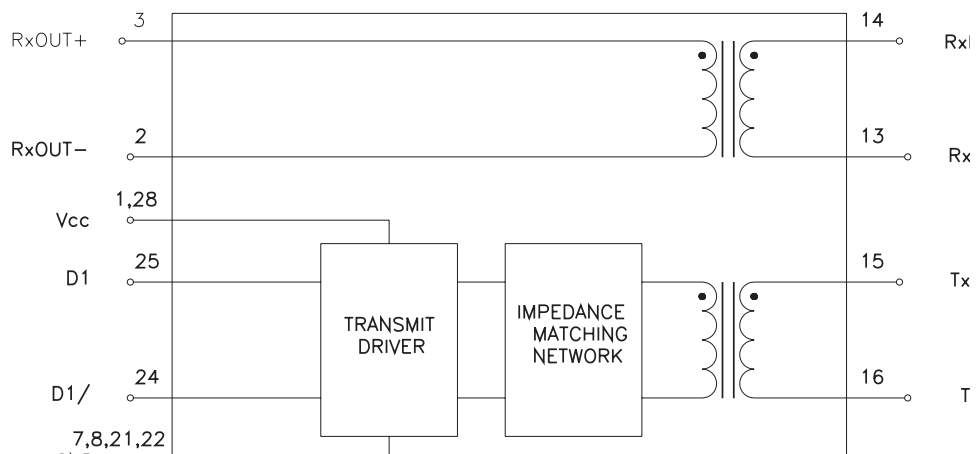 3
14
RxOUT+
2
13
RxOUT−
1,28
Vcc
25
15
D1
TRANSMIT
DRIVER
IMPEDANCE
MATCHING
NETWORK
24
16
D1/
7,8,21,22